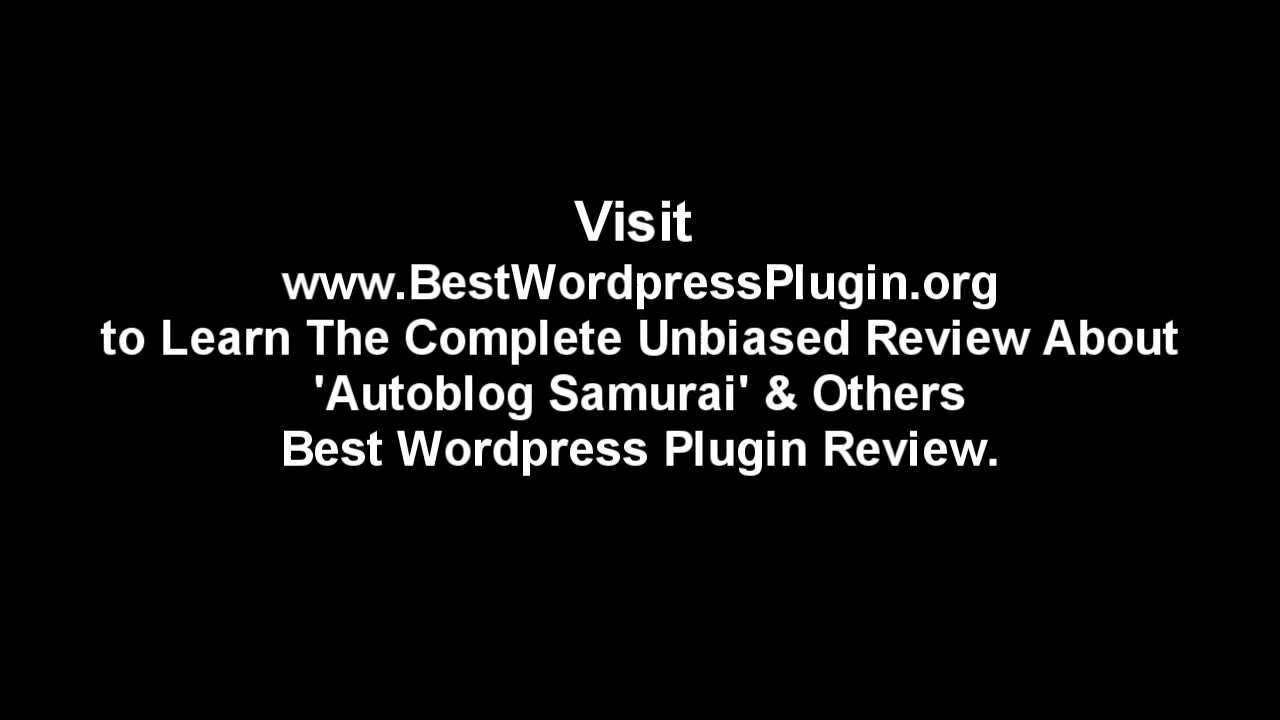 Visit
www.BestWordpressPlugin.org
to Learn The Complete Unbiased Review About
'Autoblog Samurai' & Others
Best Wordpress Plugin Review.